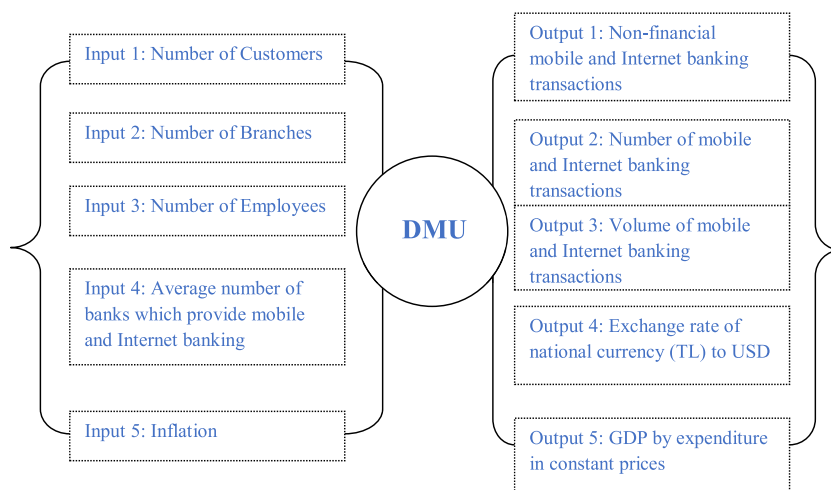 Input 1: Number of Customers
Input 2: Number of Branches
Input 3: Number of Employees
Input 4: Average number of
banks which provide mobile
and Internet banking
Input 5: Inflation
DMU
Output 1: Non-financial
mobile and Internet banking
transactions
Output 2: Number of mobile
and Internet banking
transactions
Output 3: Volume of mobile
and Internet banking
transactions
Output 4: Exchange rate of
national currency (TL) to USD
Output 5: GDP by expenditure
in constant prices